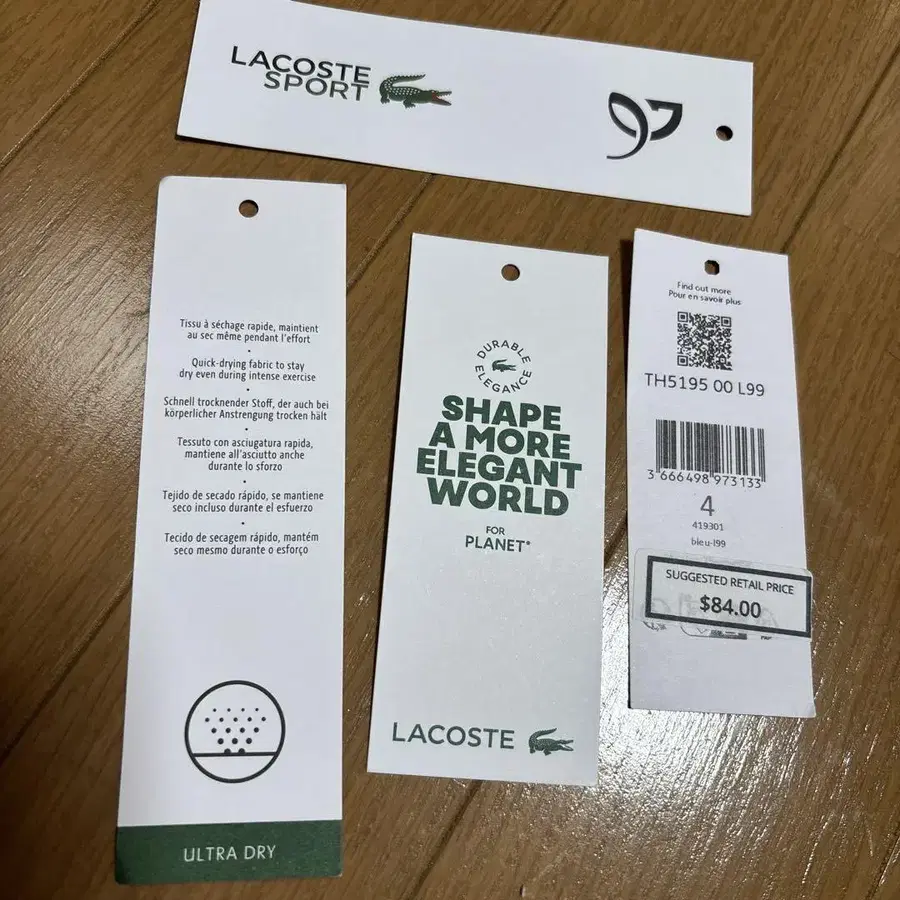 LACOSTE
SPORT
Tissu à séchage rapide, maintient
au sec même pendant l'effort
•
Quick-drying fabric to stay
dry even during intense exercise
•
Schnell trocknender Stoff, der auch bei
körperlicher Anstrengung trocken hält
•
Tessuto con asciugatura rapida,
mantiene all'asciutto anche
durante lo sforzo
•
Tejido de secado rápido, se mantiene
seco incluso durante el esfuerzo
•
Tecido de secagem rápido, mantém
seco mesmo durante o esforço
ULTRA DRY
DURABLE
ELEGANCE
SHAPE
A MORE
ELEGANT
WORLD
FOR
PLANET*
LACOSTE
Find out more
Pour en savoir plus
TH5195 00 L99
3 666498 973133
4
419301
bleu-l99
SUGGESTED RETAIL PRICE
$84.00